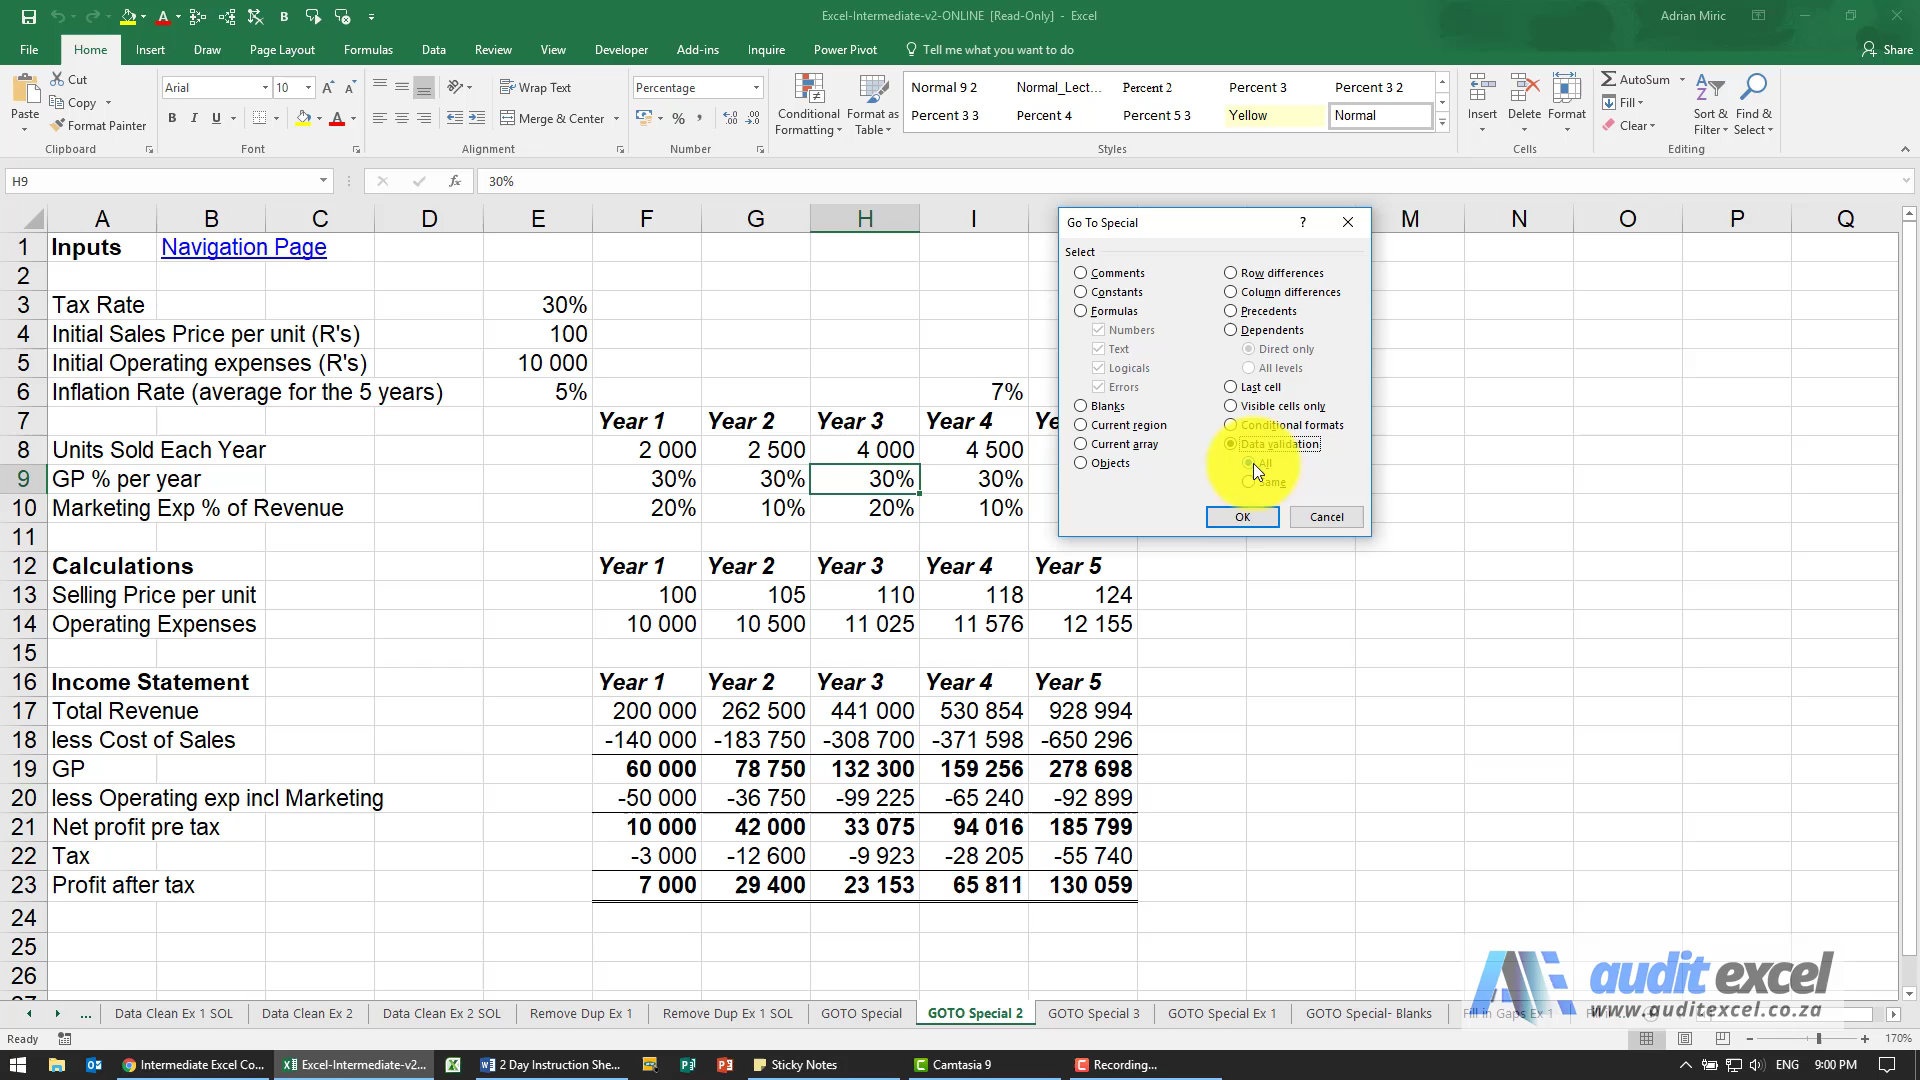 Excel-Intermediate-v2-ONLINE [Read-Only] - Excel
Adrian Miric
File Home Insert Draw Page Layout Formulas Data Review View Developer Add-ins Inquire Power Pivot Tell me what you want to do Share
Paste
Cut
Copy
Format Painter
Clipboard
Arial 10
B I U
Font
Wrap Text
Merge & Center
Alignment
Percentage
%
Number
Conditional Formatting
Format as Table
Normal 9 2 Normal_Lect... Percent 2 Percent 3 Percent 3 2
Percent 3 3 Percent 4 Percent 5 3 Yellow Normal
Styles
Insert Delete Format
Cells
AutoSum
Fill
Clear
Sort & Filter
Find & Select
Editing
H9 fx 30%
A B C D E F G H I M N O P Q
1 Inputs Navigation Page
2
3 Tax Rate 30%
4 Initial Sales Price per unit (R's) 100
5 Initial Operating expenses (R's) 10 000
6 Inflation Rate (average for the 5 years) 5% 7%
7 Year 1 Year 2 Year 3 Year 4 Ye
8 Units Sold Each Year 2 000 2 500 4 000 4 500
9 GP % per year 30% 30% 30% 30%
10 Marketing Exp % of Revenue 20% 10% 20% 10%
11
12 Calculations Year 1 Year 2 Year 3 Year 4 Year 5
13 Selling Price per unit 100 105 110 118 124
14 Operating Expenses 10 000 10 500 11 025 11 576 12 155
15
16 Income Statement Year 1 Year 2 Year 3 Year 4 Year 5
17 Total Revenue 200 000 262 500 441 000 530 854 928 994
18 less Cost of Sales -140 000 -183 750 -308 700 -371 598 -650 296
19 GP 60 000 78 750 132 300 159 256 278 698
20 less Operating exp incl Marketing -50 000 -36 750 -99 225 -65 240 -92 899
21 Net profit pre tax 10 000 42 000 33 075 94 016 185 799
22 Tax -3 000 -12 600 -9 923 -28 205 -55 740
23 Profit after tax 7 000 29 400 23 153 65 811 130 059
24
25
26
Go To Special ?
Select
Comments
Constants
Formulas
Numbers
Text
Logicals
Errors
Blanks
Current region
Current array
Objects
Row differences
Column differences
Precedents
Dependents
Direct only
All levels
Last cell
Visible cells only
Conditional formats
Data validation
All
Same
OK Cancel
audit excel
www.auditexcel.co.za
... Data Clean Ex 1 SOL Data Clean Ex 2 Data Clean Ex 2 SOL Remove Dup Ex 1 Remove Dup Ex 1 SOL GOTO Special GOTO Special 2 GOTO Special 3 GOTO Special Ex 1 GOTO Special- Blanks Fill in Gaps Ex 1
Ready 170%
Intermediate Excel Co... Excel-Intermediate-v2... 2 Day Instruction She... Sticky Notes Camtasia 9 Recording... ENG 9:00 PM